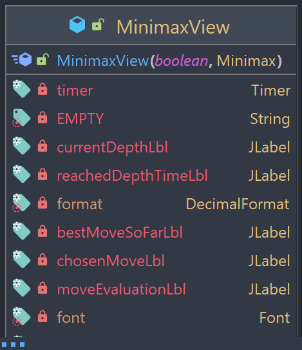 MinimaxView
MinimaxView(boolean, Minimax)
timer Timer
EMPTY String
currentDepthLbl JLabel
reachedDepthTimeLbl JLabel
format DecimalFormat
bestMoveSoFarLbl JLabel
chosenMoveLbl JLabel
moveEvaluationLbl JLabel
font Font